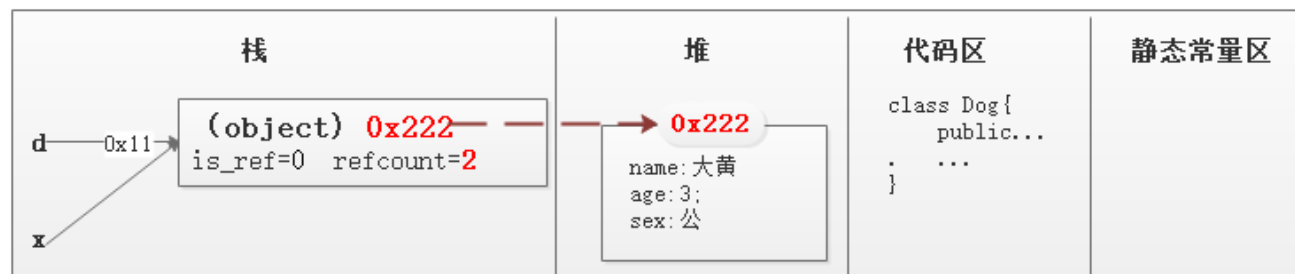 栈
堆
代码区
静态常量区
d
0x11
x
(object) 0x222
is_ref=0 refcount=2
0x222
name:大黄
age:3;
sex:公
class Dog{
public...
. ...
}